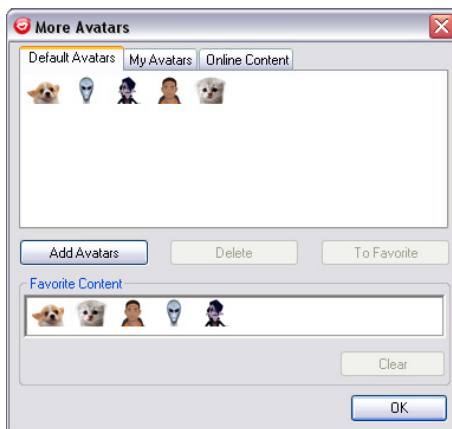 More Avatars
Default Avatars My Avatars Online Content
Add Avatars Delete To Favorite
Favorite Content
Clear
OK